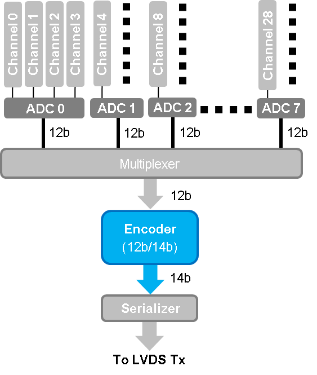 Channel 0
Channel 1
Channel 2
Channel 3
Channel 4
Channel 8
Channel 28
ADC 0
ADC 1
ADC 2
ADC 7
12b
12b
12b
12b
Multiplexer
12b
Encoder
(12b/14b)
14b
Serializer
To LVDS Tx